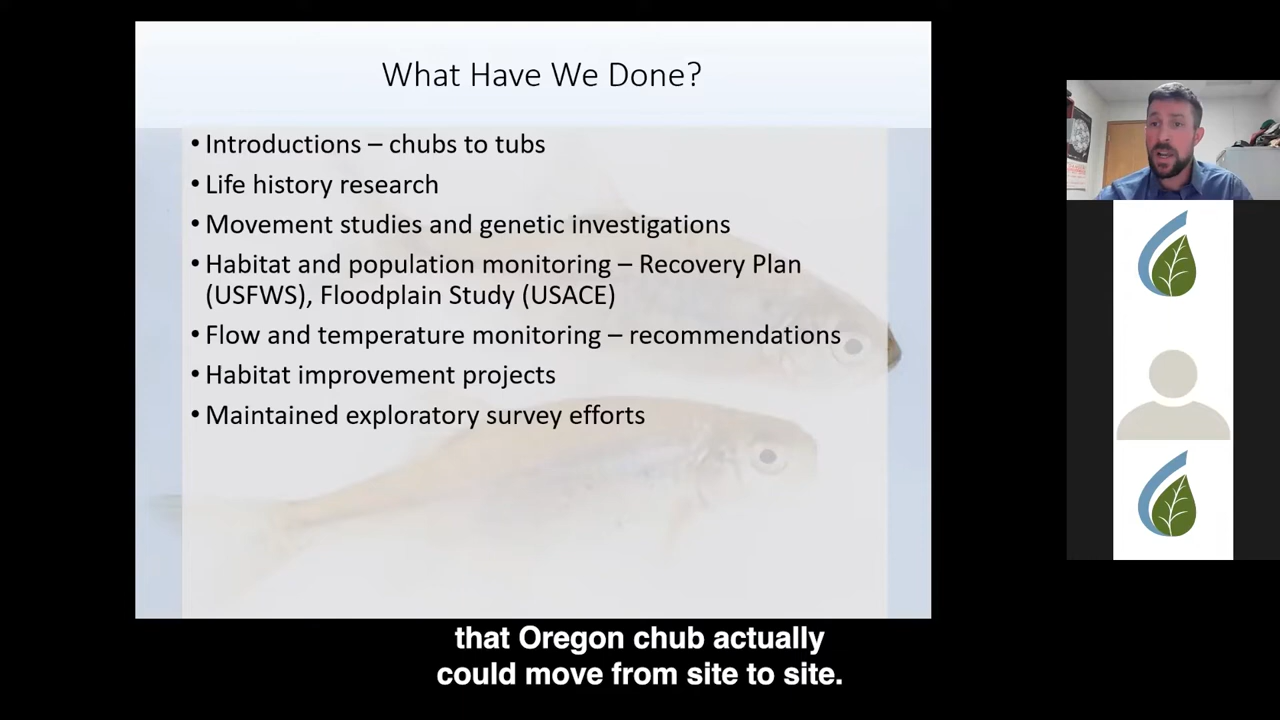 What Have We Done?
• Introductions – chubs to tubs
• Life history research
• Movement studies and genetic investigations
• Habitat and population monitoring – Recovery Plan
(USFWS), Floodplain Study (USACE)
• Flow and temperature monitoring – recommendations
• Habitat improvement projects
• Maintained exploratory survey efforts
that Oregon chub actually
could move from site to site.